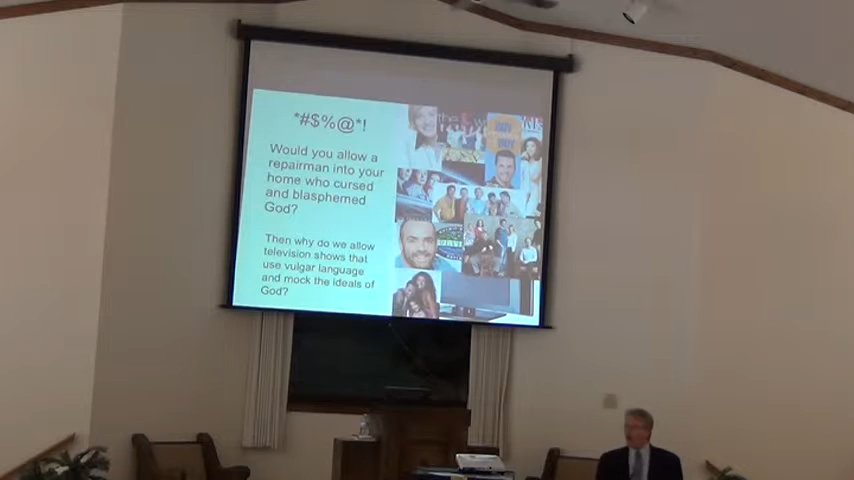 *#$%@*!
Would you allow a
repairman into your
home who cursed
and blasphemed
God?
Then why do we allow
television shows that
use vulgar language
and mock the ideals of
God?